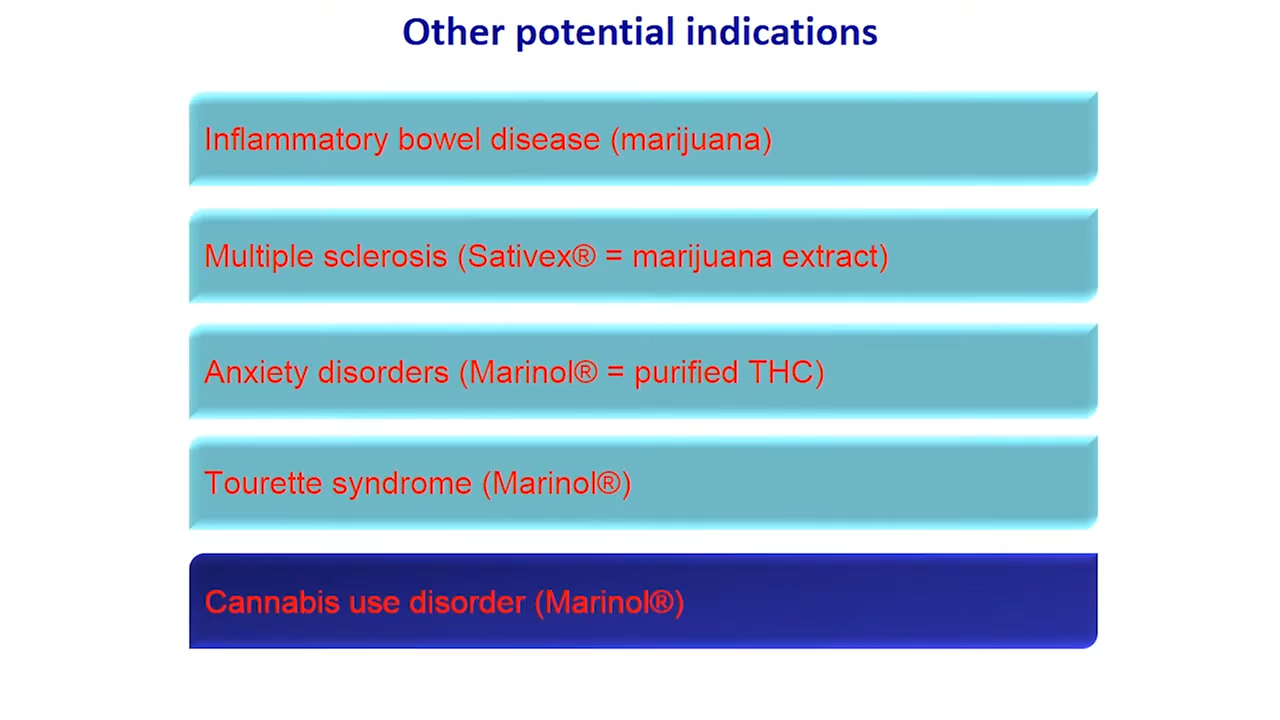 Other potential indications
Inflammatory bowel disease (marijuana)
Multiple sclerosis (Sativex® = marijuana extract)
Anxiety disorders (Marinol® = purified THC)
Tourette syndrome (Marinol®)
Cannabis use disorder (Marinol®)